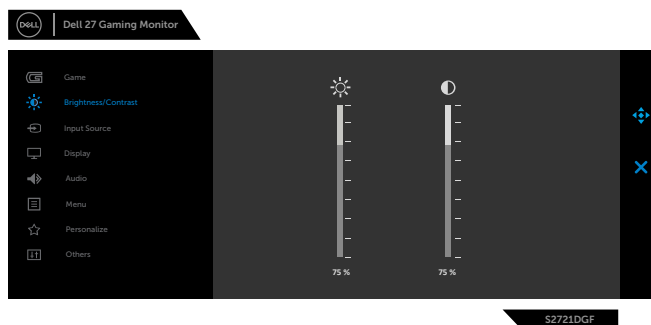 DELL
Dell 27 Gaming Monitor
Game
Brightness/Contrast
Input Source
Display
Audio
Menu
Personalize
Others
75 %
75 %
S2721DGF